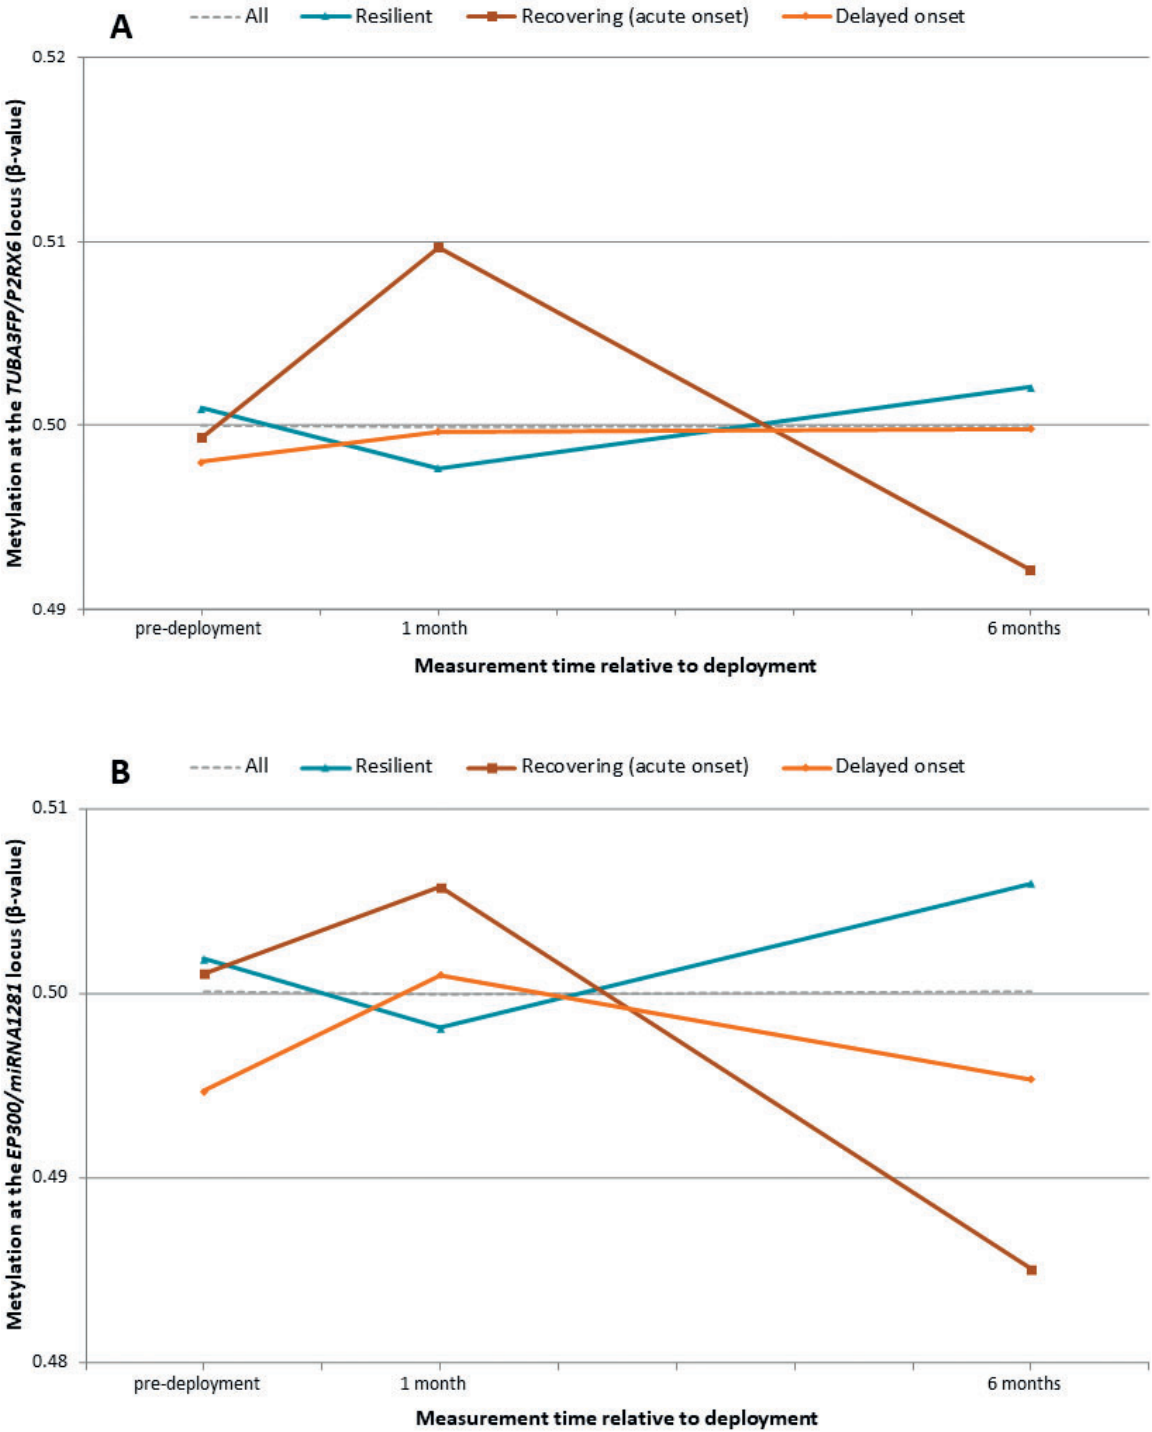 A
All Resilient Recovering (acute onset) Delayed onset
0.52
0.51
0.50
0.49
Metylation at the TUBA3FP/P2RX6 locus (β-value)
pre-deployment 1 month 6 months
Measurement time relative to deployment
B
All Resilient Recovering (acute onset) Delayed onset
0.51
0.50
0.49
0.48
Metylation at the EP300/miRNA1281 locus (β-value)
pre-deployment 1 month 6 months
Measurement time relative to deployment